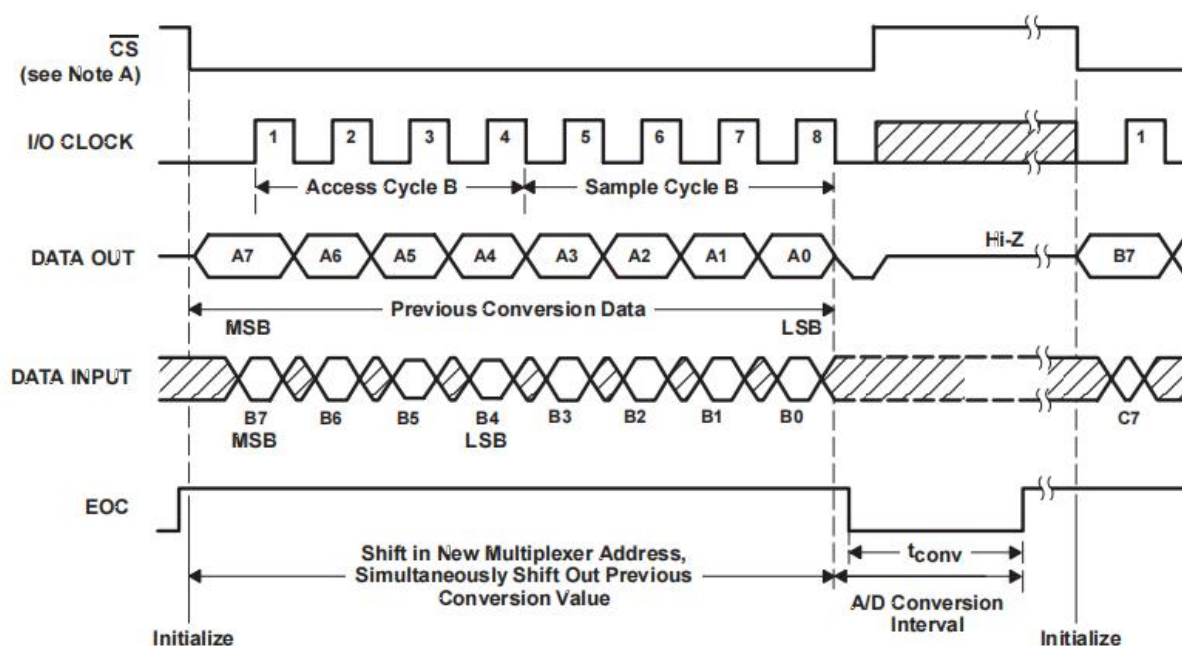 CS
(see Note A)
I/O CLOCK
1 2 3 4 5 6 7 8 1
Access Cycle B Sample Cycle B
Hi-Z
DATA OUT
A7 A6 A5 A4 A3 A2 A1 A0 B7
Previous Conversion Data
MSB LSB
DATA INPUT
B7 B6 B5 B4 B3 B2 B1 B0 C7
MSB LSB
EOC
Shift in New Multiplexer Address,
Simultaneously Shift Out Previous
Conversion Value
tconv
A/D Conversion
Interval
Initialize Initialize